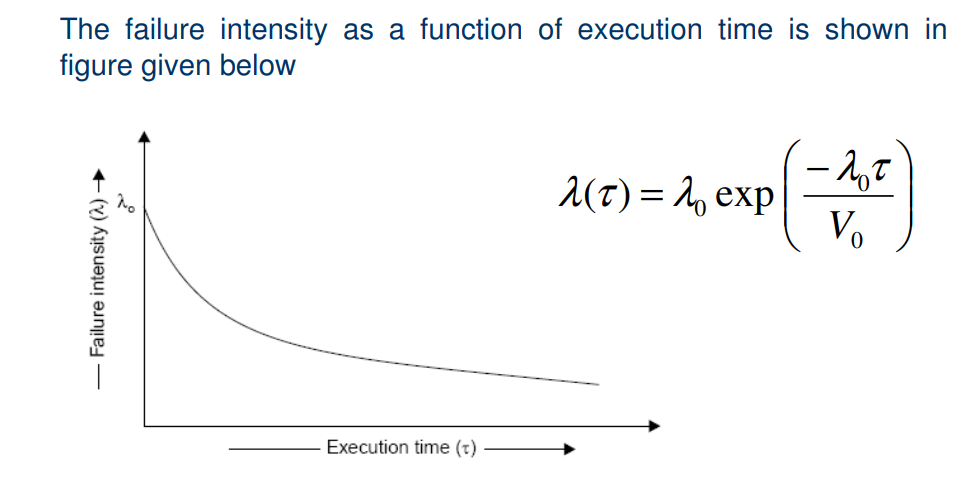 The failure intensity as a function of execution time is shown in
figure given below
λ(τ) = λ₀ exp(−λ₀τ / V₀)
λₒ
Failure intensity (λ)
Execution time (τ)